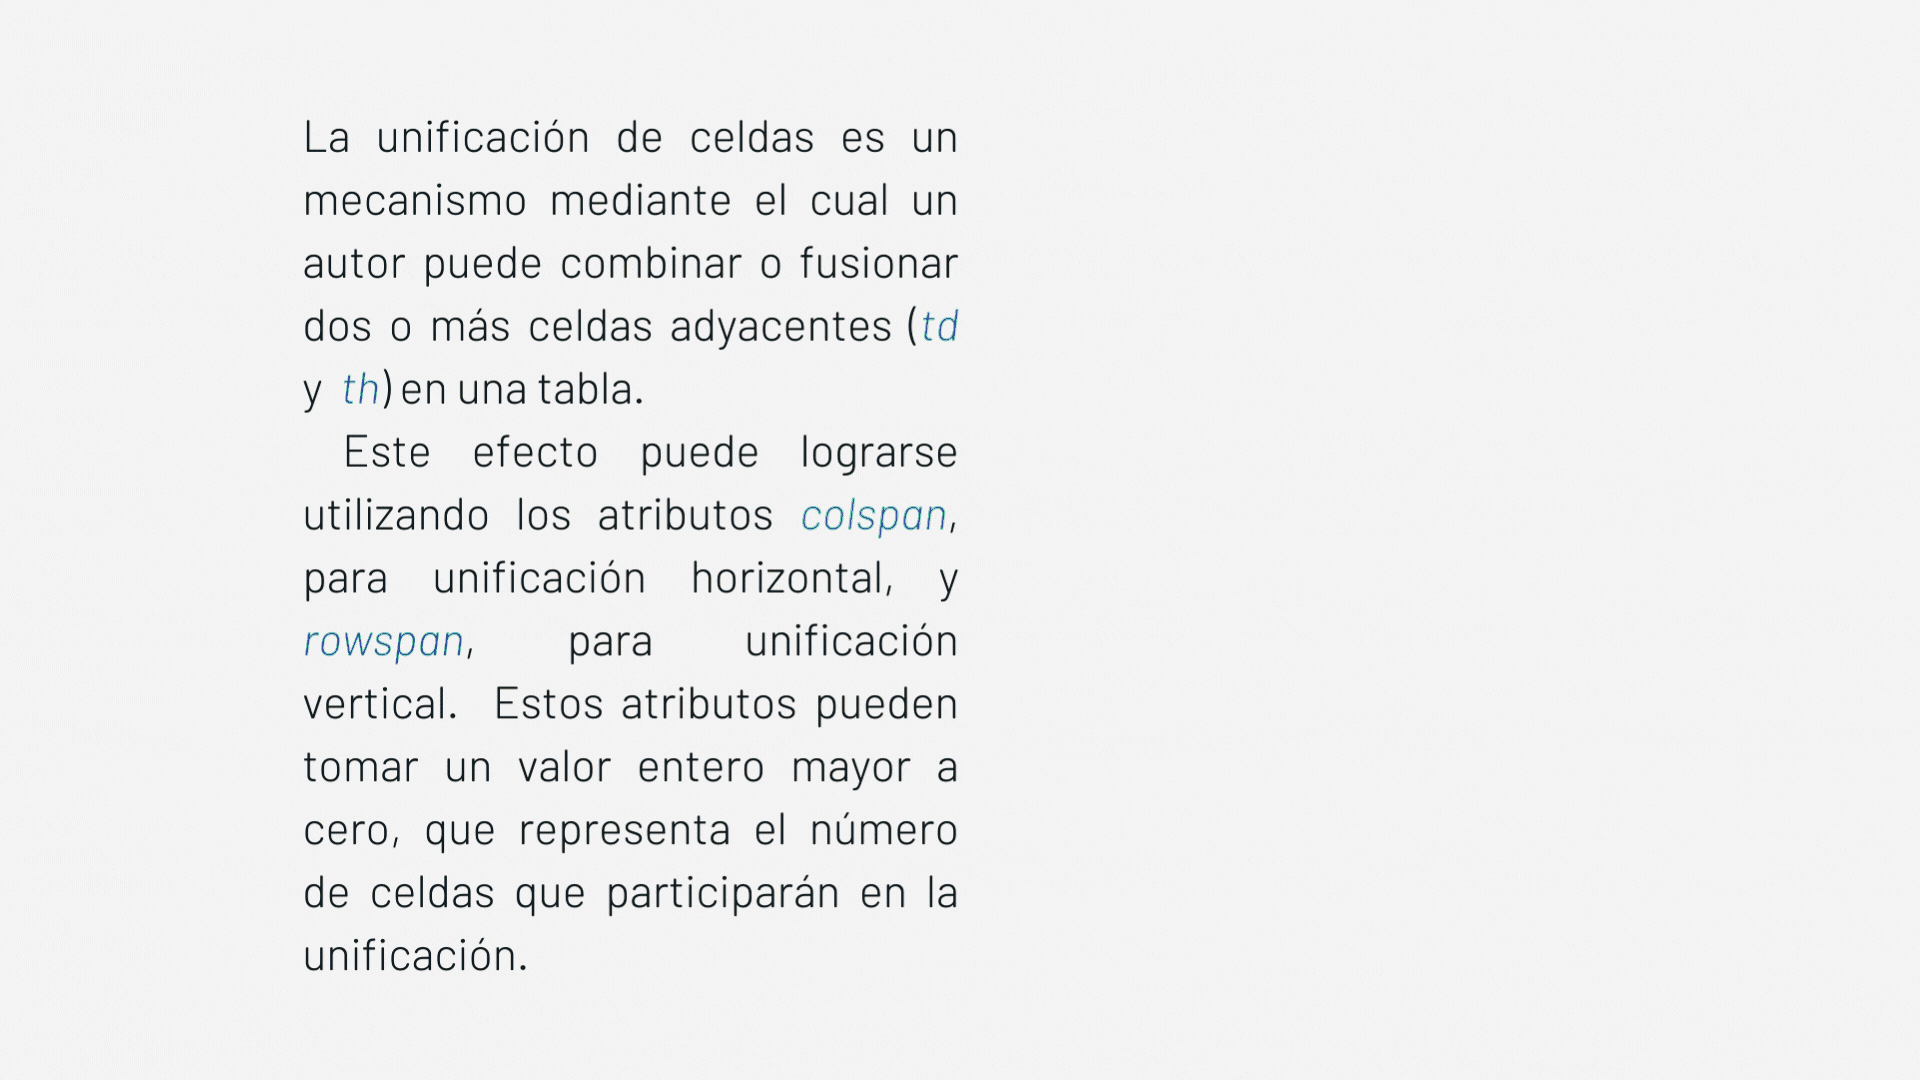 La unificación de celdas es un
mecanismo mediante el cual un
autor puede combinar o fusionar
dos o más celdas adyacentes (td
y th) en una tabla.
Este efecto puede lograrse
utilizando los atributos colspan,
para unificación horizontal, y
rowspan, para unificación
vertical. Estos atributos pueden
tomar un valor entero mayor a
cero, que representa el número
de celdas que participarán en la
unificación.